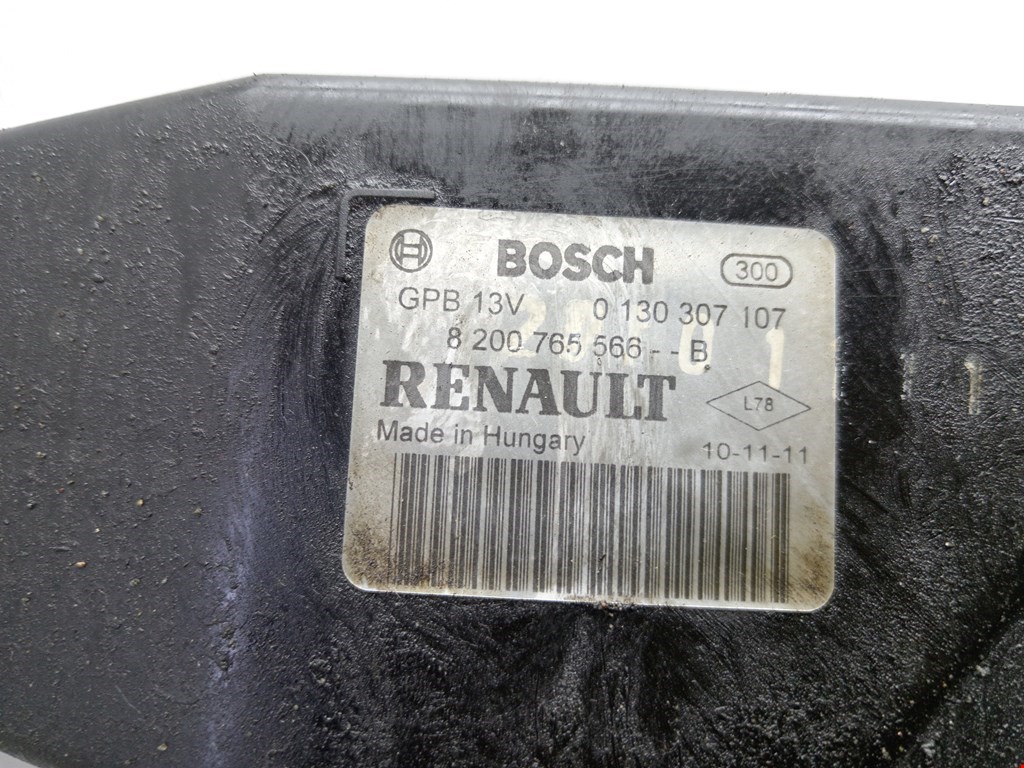 BOSCH 300
GPB 13V 0 130 307 107
8 200 765 566 - - B
RENAULT L78
Made in Hungary 10-11-11